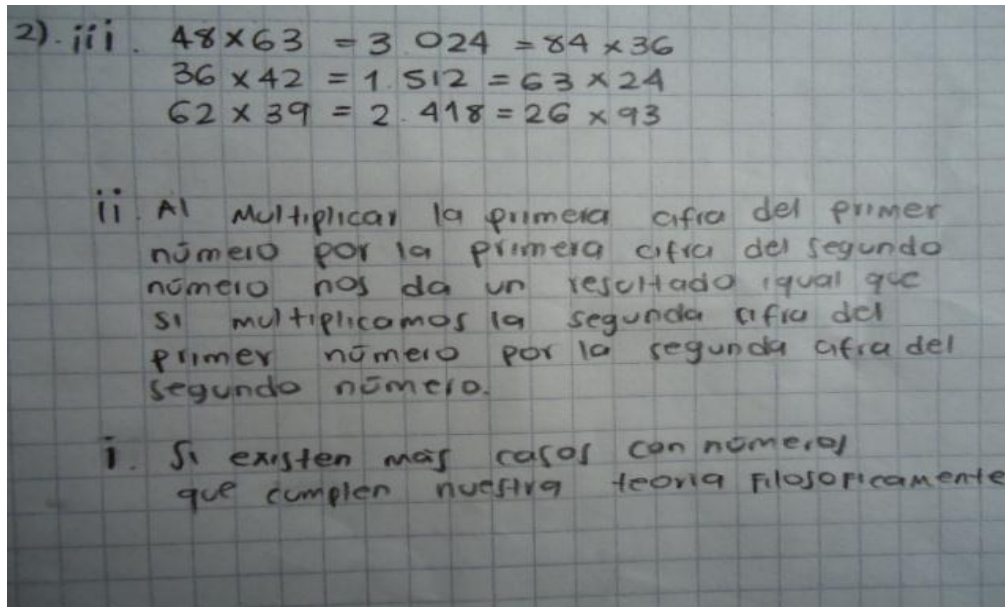 2). iii. 48 x 63 = 3.024 = 84 x 36
36 x 42 = 1.512 = 63 x 24
62 x 39 = 2.418 = 26 x 93
ii. Al Multiplicar la primera cifra del primer
número por la primera cifra del segundo
número nos da un resultado igual que
si multiplicamos la segunda cifra del
primer número por la segunda cifra del
segundo número.
i. Si existen más casos con números
que cumplen nuestra teoria Filosoficamente